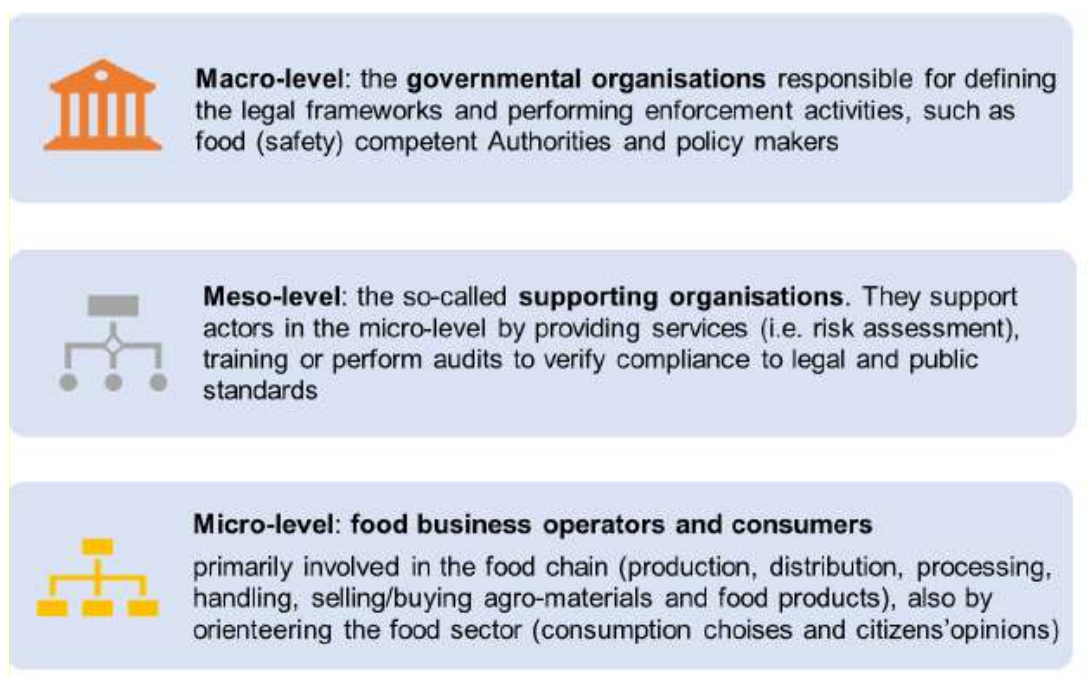 Macro-level: the governmental organisations responsible for defining
the legal frameworks and performing enforcement activities, such as
food (safety) competent Authorities and policy makers
Meso-level: the so-called supporting organisations. They support
actors in the micro-level by providing services (i.e. risk assessment),
training or perform audits to verify compliance to legal and public
standards
Micro-level: food business operators and consumers
primarily involved in the food chain (production, distribution, processing,
handling, selling/buying agro-materials and food products), also by
orienteering the food sector (consumption choises and citizens'opinions)